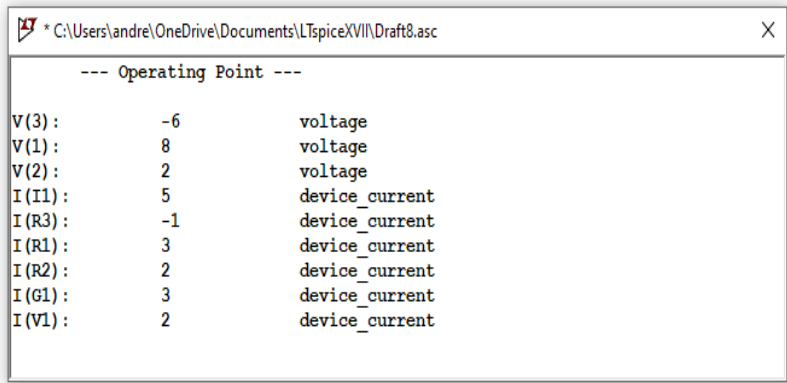 * C:\Users\andre\OneDrive\Documents\LTspiceXVII\Draft8.asc
--- Operating Point ---
V(3): -6 voltage
V(1): 8 voltage
V(2): 2 voltage
I(I1): 5 device_current
I(R3): -1 device_current
I(R1): 3 device_current
I(R2): 2 device_current
I(G1): 3 device_current
I(V1): 2 device_current